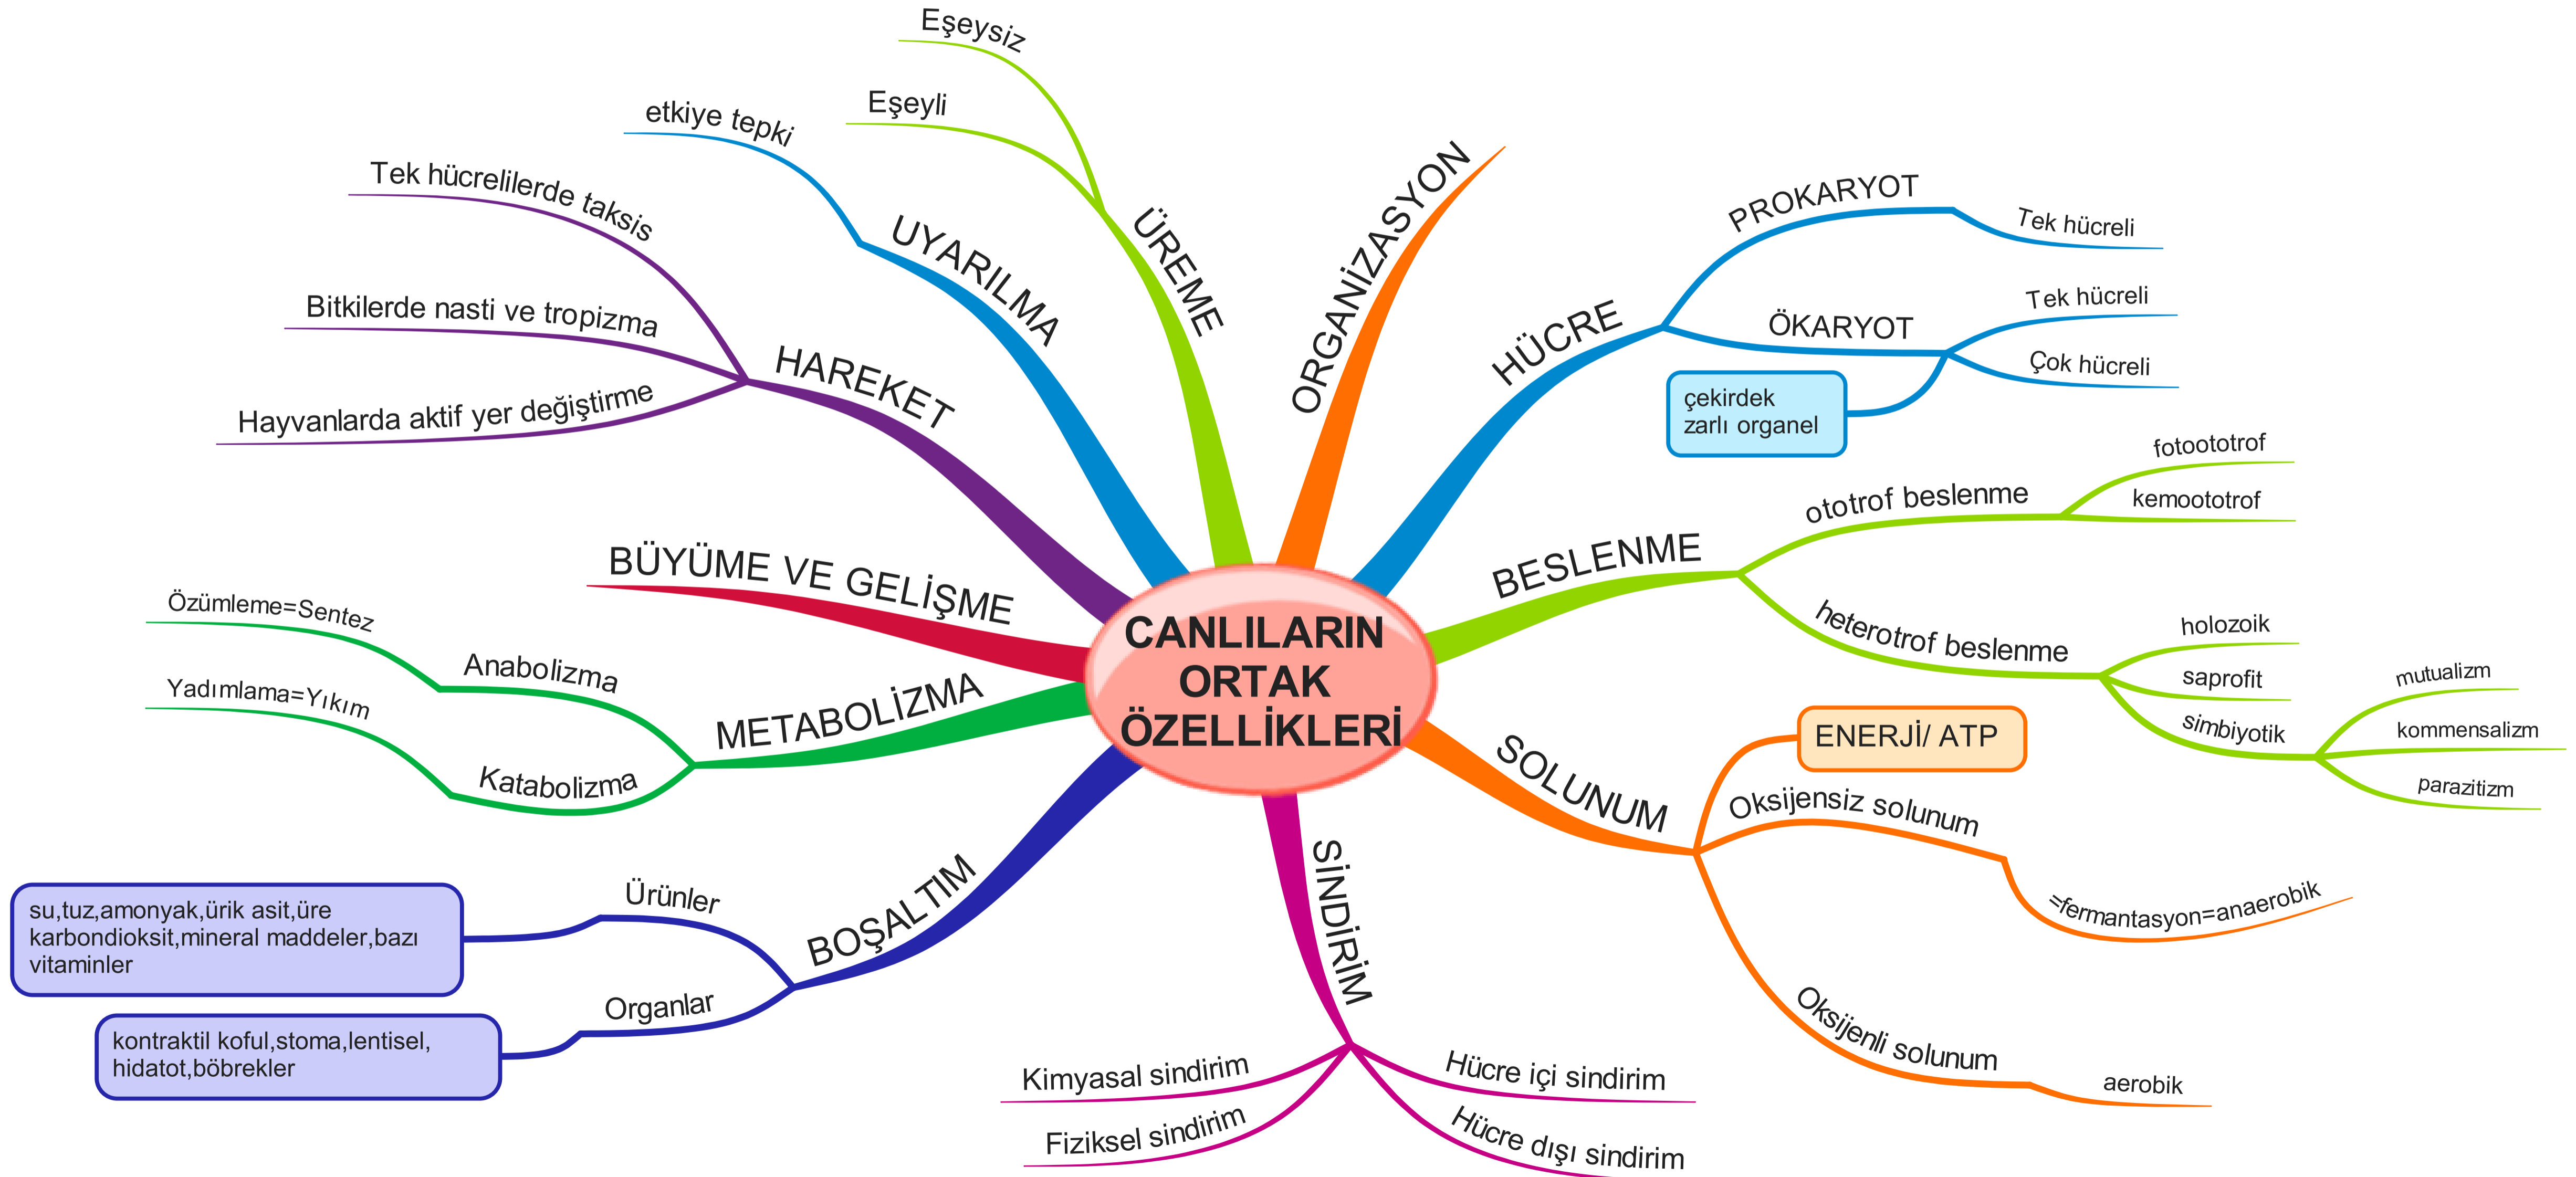 CANLILARIN
ORTAK
ÖZELLİKLERİ
ORGANİZASYON
HÜCRE
PROKARYOT
Tek hücreli
ÖKARYOT
Tek hücreli
Çok hücreli
çekirdek
zarlı organel
BESLENME
ototrof beslenme
fotoototrof
kemoototrof
heterotrof beslenme
holozoik
saprofit
simbiyotik
mutualizm
kommensalizm
parazitizm
SOLUNUM
ENERJİ/ ATP
Oksijensiz solunum
=fermantasyon=anaerobik
Oksijenli solunum
aerobik
SİNDİRİM
Hücre içi sindirim
Hücre dışı sindirim
Kimyasal sindirim
Fiziksel sindirim
BOŞALTIM
Ürünler
su,tuz,amonyak,ürik asit,üre
karbondioksit,mineral maddeler,bazı
vitaminler
Organlar
kontraktil koful,stoma,lentisel,
hidatot,böbrekler
METABOLİZMA
Anabolizma
Özümleme=Sentez
Katabolizma
Yadımlama=Yıkım
BÜYÜME VE GELİŞME
HAREKET
Tek hücrelilerde taksis
Bitkilerde nasti ve tropizma
Hayvanlarda aktif yer değiştirme
UYARILMA
etkiye tepki
ÜREME
Eşeysiz
Eşeyli